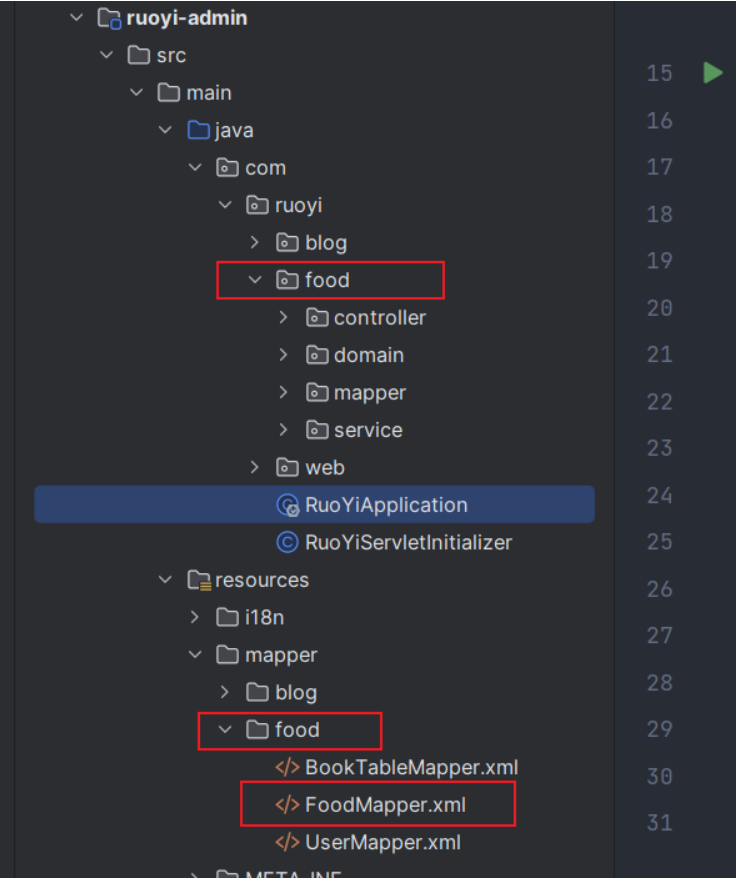 ruoyi-admin
src
15
main
16
java
com
17
ruoyi
18
blog
19
food
20
controller
domain
21
mapper
22
service
23
web
24
RuoYiApplication
25
RuoYiServletInitializer
26
resources
i18n
27
mapper
28
blog
29
food
30
BookTableMapper.xml
FoodMapper.xml
31
UserMapper.xml
META-INF